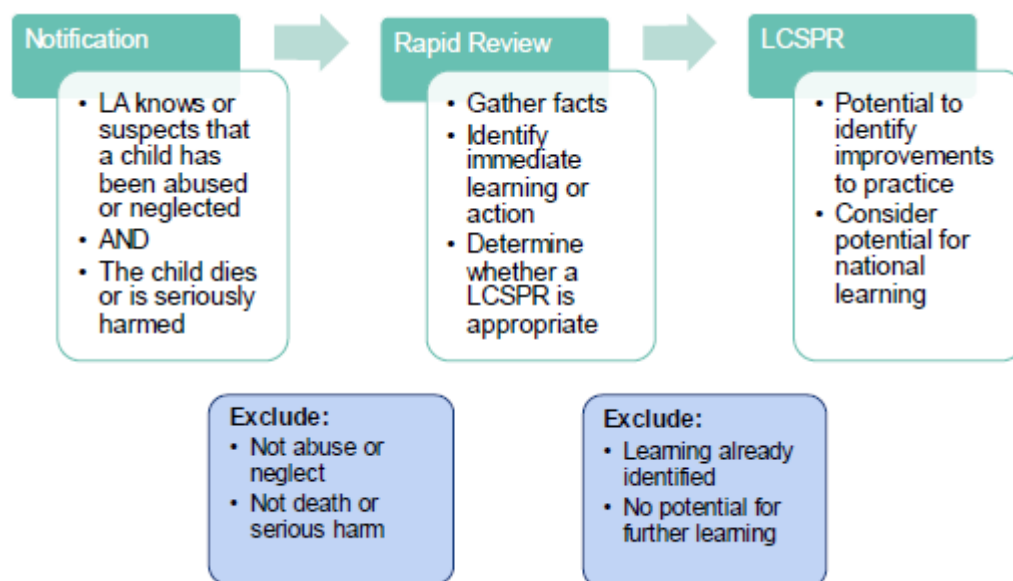 Notification
• LA knows or
suspects that
a child has
been abused
or neglected
• AND
• The child dies
or is seriously
harmed
Rapid Review
• Gather facts
• Identify
immediate
learning or
action
• Determine
whether a
LCSPR is
appropriate
LCSPR
• Potential to
identify
improvements
to practice
• Consider
potential for
national
learning
Exclude:
• Not abuse or
neglect
• Not death or
serious harm
Exclude:
• Learning already
identified
• No potential for
further learning